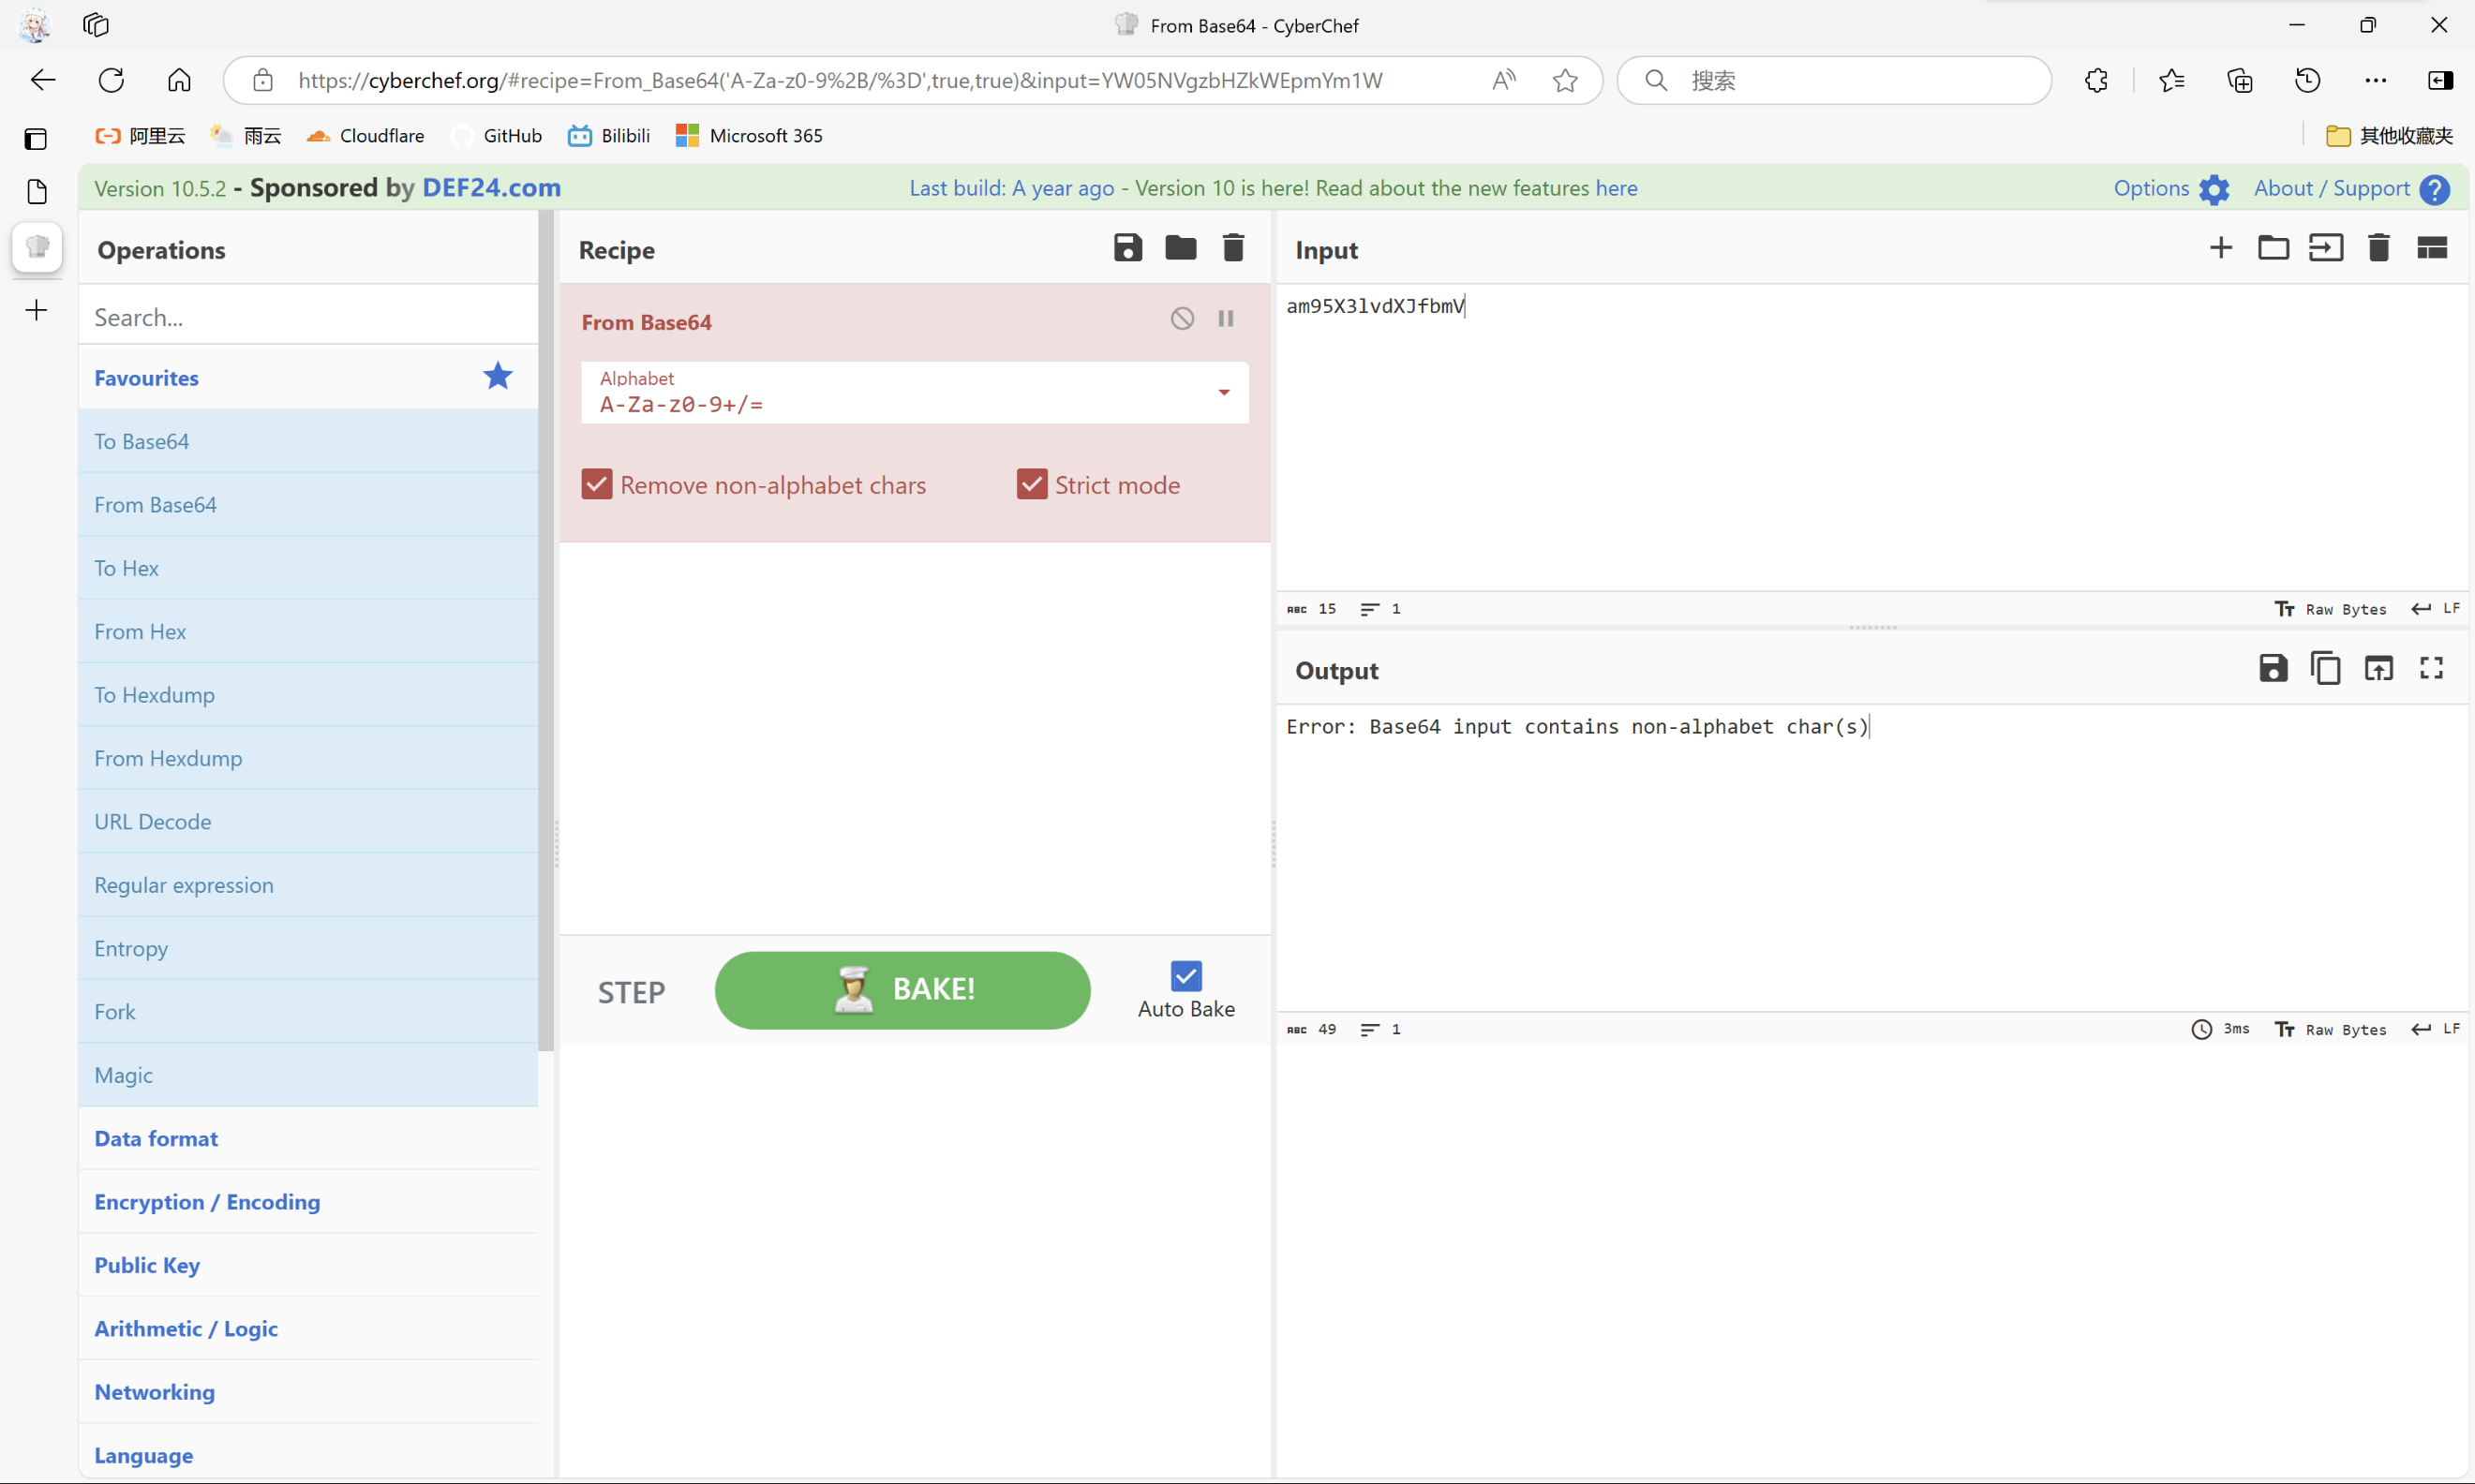 From Base64 - CyberChef
https://cyberchef.org/#recipe=From_Base64('A-Za-z0-9%2B/%3D',true,true)&input=YW05NVgzbHZkWEpmYm1W
搜索
阿里云 雨云 Cloudflare GitHub Bilibili Microsoft 365 其他收藏夹
Version 10.5.2 - Sponsored by DEF24.com
Last build: A year ago - Version 10 is here! Read about the new features here
Options About / Support ?
Operations
Search...
Favourites
To Base64
From Base64
To Hex
From Hex
To Hexdump
From Hexdump
URL Decode
Regular expression
Entropy
Fork
Magic
Data format
Encryption / Encoding
Public Key
Arithmetic / Logic
Networking
Language
Recipe
From Base64
Alphabet
A-Za-z0-9+/=
Remove non-alphabet chars Strict mode
STEP BAKE! Auto Bake
Input
am95X3lvdXJfbmV
ABC 15 1 Tт Raw Bytes LF
Output
Error: Base64 input contains non-alphabet char(s)
ABC 49 1 3ms Tт Raw Bytes LF